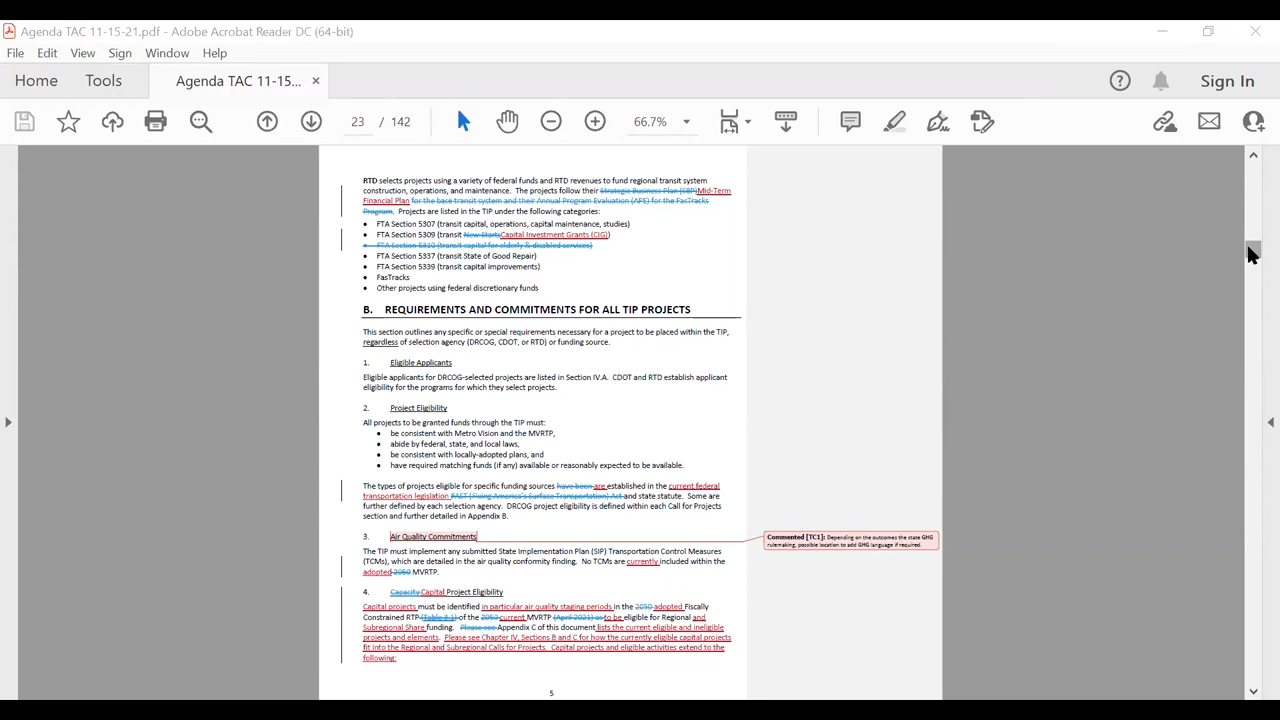 Agenda TAC 11-15-21.pdf - Adobe Acrobat Reader DC (64-bit)
File Edit View Sign Window Help
Home Tools Agenda TAC 11-15... × Sign In
23 / 142 66.7%
RTD selects projects using a variety of federal funds and RTD revenues to fund regional transit system
construction, operations, and maintenance. The projects follow their Strategic Business Plan (SBP)Mid-Term
Financial Plan for the base transit system and their Annual Program Evaluation (APE) for the FasTracks
Program. Projects are listed in the TIP under the following categories:
• FTA Section 5307 (transit capital, operations, capital maintenance, studies)
• FTA Section 5309 (transit New StartsCapital Investment Grants (CIG))
• FTA Section 5310 (transit capital for elderly & disabled services)
• FTA Section 5337 (transit State of Good Repair)
• FTA Section 5339 (transit capital improvements)
• FasTracks
• Other projects using federal discretionary funds
B. REQUIREMENTS AND COMMITMENTS FOR ALL TIP PROJECTS
This section outlines any specific or special requirements necessary for a project to be placed within the TIP,
regardless of selection agency (DRCOG, CDOT, or RTD) or funding source.
1. Eligible Applicants
Eligible applicants for DRCOG-selected projects are listed in Section IV.A. CDOT and RTD establish applicant
eligibility for the programs for which they select projects.
2. Project Eligibility
All projects to be granted funds through the TIP must:
• be consistent with Metro Vision and the MVRTP,
• abide by federal, state, and local laws,
• be consistent with locally-adopted plans, and
• have required matching funds (if any) available or reasonably expected to be available.
The types of projects eligible for specific funding sources have been are established in the current federal
transportation legislation FAST (Fixing America's Surface Transportation) Act and state statute. Some are
further defined by each selection agency. DRCOG project eligibility is defined within each Call for Projects
section and further detailed in Appendix B.
3. Air Quality Commitments
Commented [TC1]: Depending on the outcomes the state GHG
rulemaking, possible location to add GHG language if required.
The TIP must implement any submitted State Implementation Plan (SIP) Transportation Control Measures
(TCMs), which are detailed in the air quality conformity finding. No TCMs are currently included within the
adopted 2050 MVRTP.
4. Capacity Capital Project Eligibility
Capital projects must be identified in particular air quality staging periods in the 2050 adopted Fiscally
Constrained RTP (Table 3.1) of the 2050 current MVRTP (April 2021) as to be eligible for Regional and
Subregional Share funding. Please see Appendix C of this document lists the current eligible and ineligible
projects and elements. Please see Chapter IV, Sections B and C for how the currently eligible capital projects
fit into the Regional and Subregional Calls for Projects. Capital projects and eligible activities extend to the
following:
5